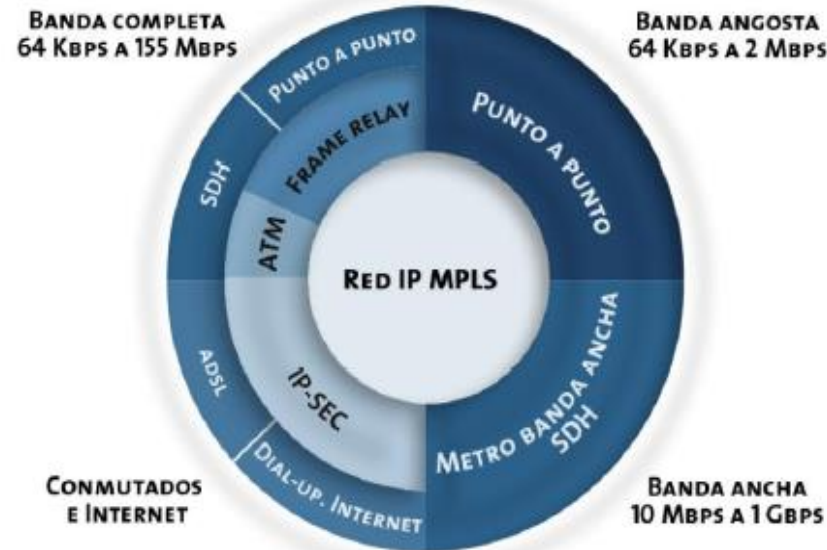 BANDA COMPLETA
64 KBPS A 155 MBPS
BANDA ANGOSTA
64 KBPS A 2 MBPS
PUNTO A PUNTO
SDH
FRAME RELAY
ATM
PUNTO A PUNTO
RED IP MPLS
ADSL
IP-SEC
DIAL-UP. INTERNET
METRO BANDA ANCHA
SDH
CONMUTADOS
E INTERNET
BANDA ANCHA
10 MBPS A 1 GBPS